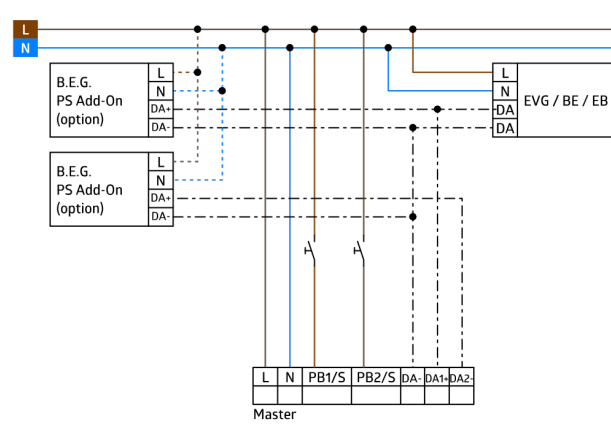 L
N
B.E.G.
PS Add-On
(option)
L
N
DA+
DA-
L
N
DA
DA
EVG / BE / EB
B.E.G.
PS Add-On
(option)
L
N
DA+
DA-
L N PB1/S PB2/S DA- DA1+ DA2-
Master